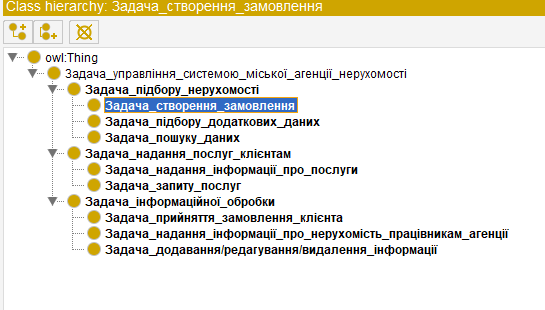 Class hierarchy: Задача_створення_замовлення
owl:Thing
Задача_управління_системою_міської_агенції_нерухомості
Задача_підбору_нерухомості
Задача_створення_замовлення
Задача_підбору_додаткових_даних
Задача_пошуку_даних
Задача_надання_послуг_клієнтам
Задача_надання_інформації_про_послуги
Задача_запиту_послуг
Задача_інформаційної_обробки
Задача_прийняття_замовлення_клієнта
Задача_надання_інформації_про_нерухомість_працівникам_агенції
Задача_додавання/редагування/видалення_інформації